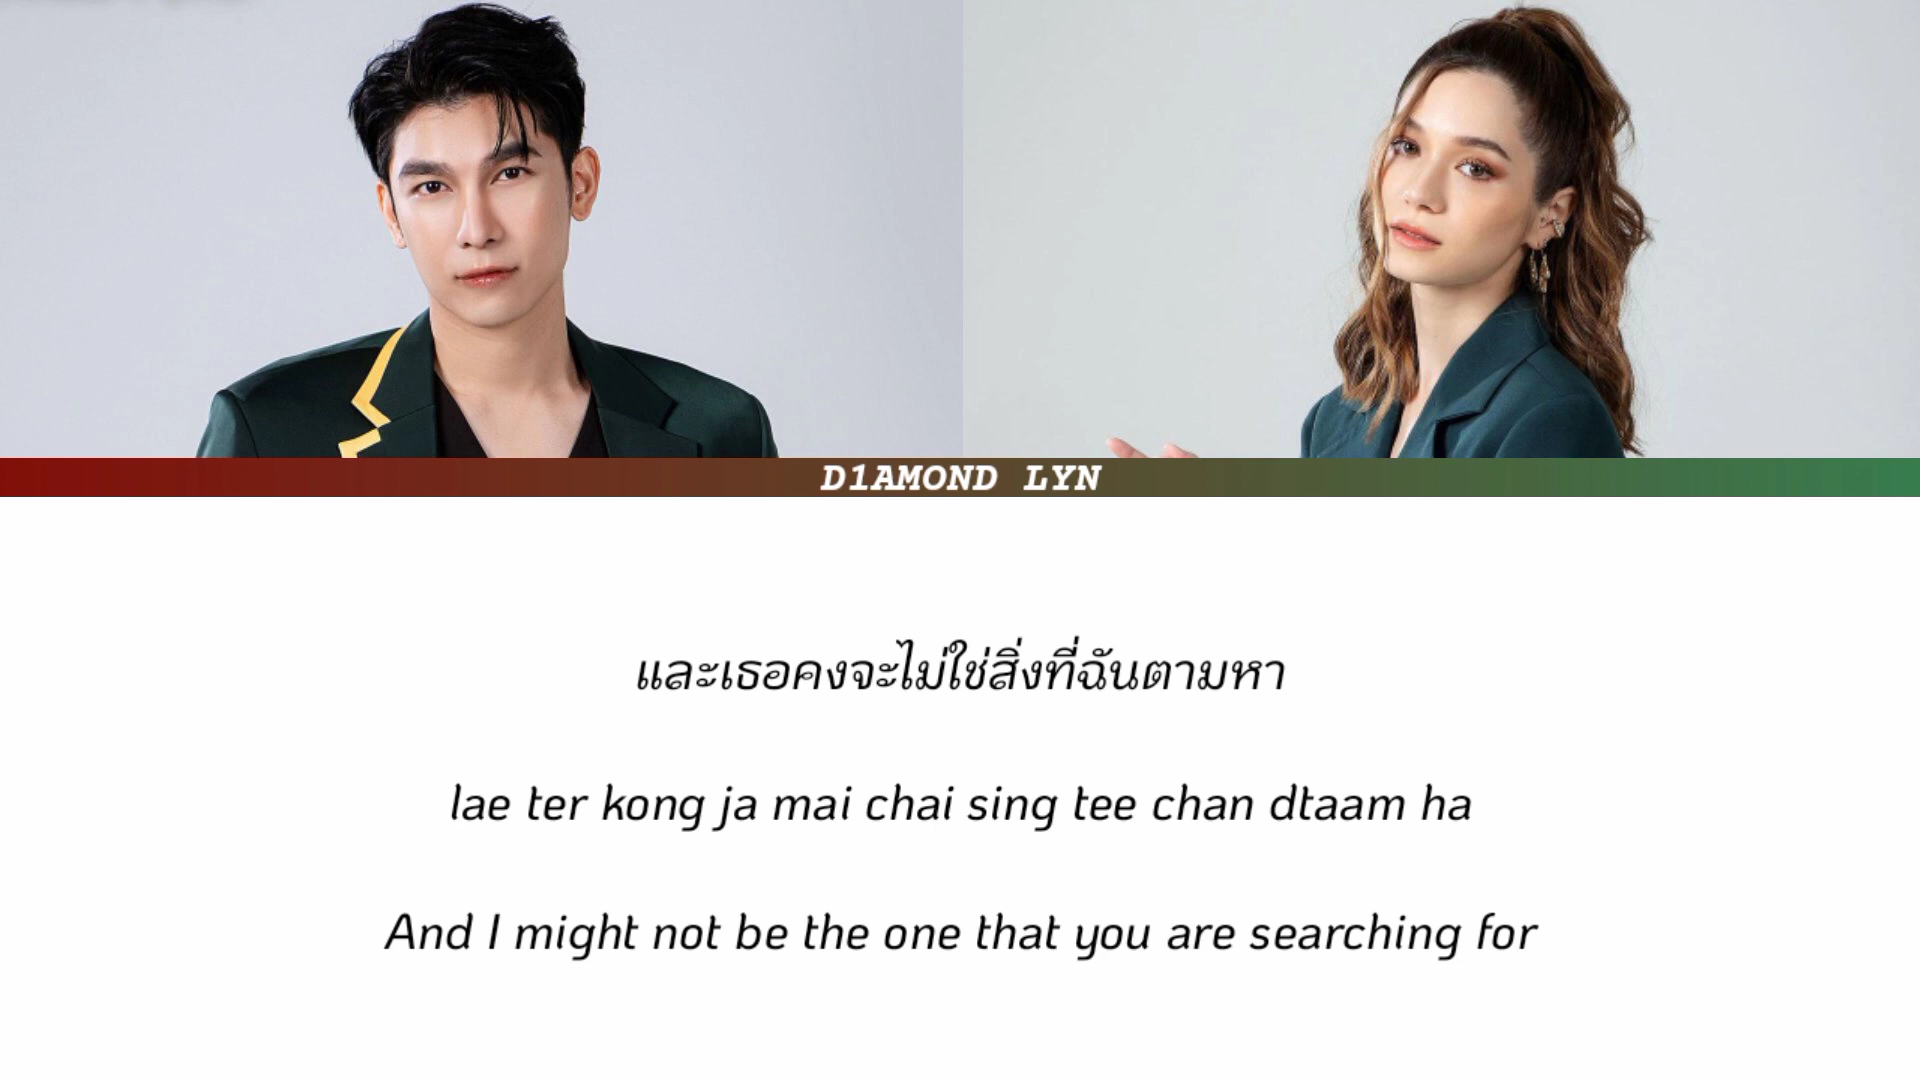 D1AMOND LYN
และเธอคงจะไม่ใช่สิ่งที่ฉันตามหา
lae ter kong ja mai chai sing tee chan dtaam ha
And I might not be the one that you are searching for